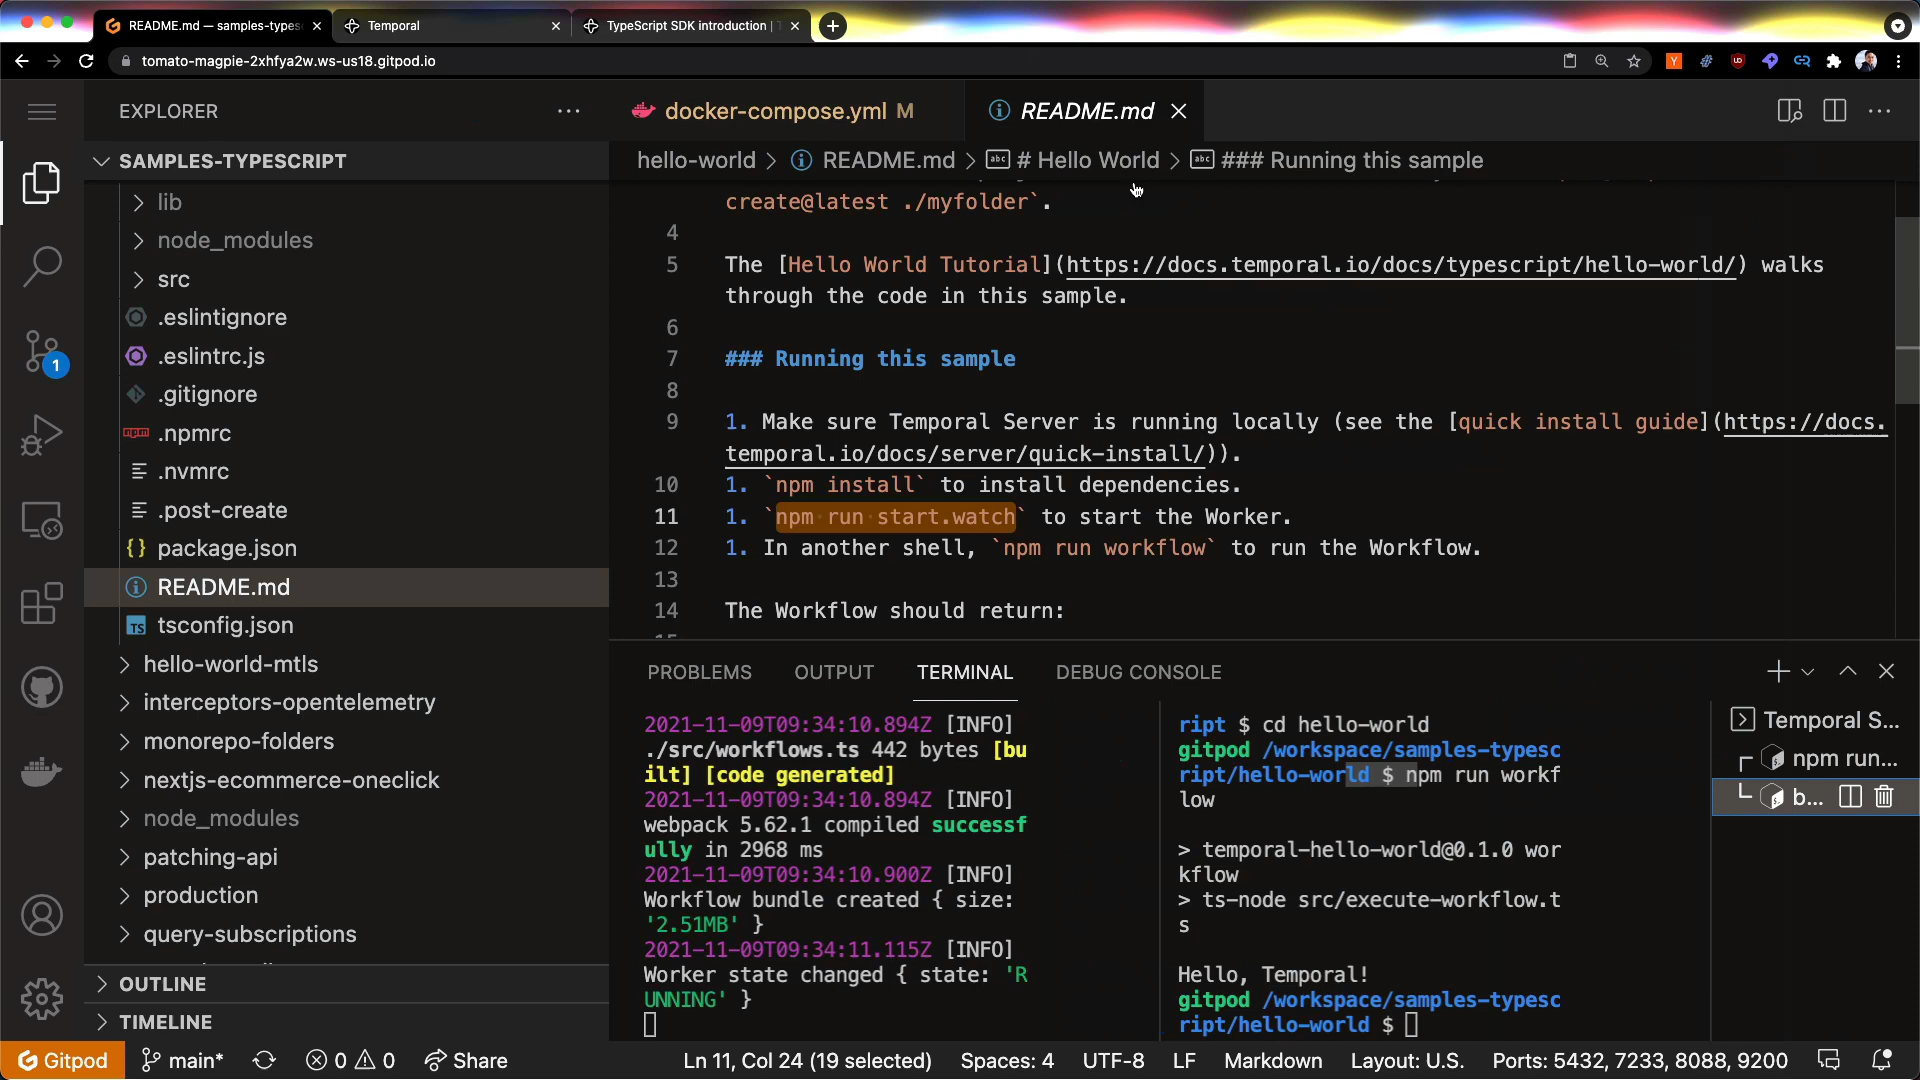 README.md — samples-types
Temporal
TypeScript SDK introduction | T
tomato-magpie-2xhfya2w.ws-us18.gitpod.io
EXPLORER
docker-compose.yml M
README.md
SAMPLES-TYPESCRIPT
hello-world > README.md > # Hello World > ### Running this sample
lib
node_modules
src
.eslintignore
.eslintrc.js
.gitignore
.npmrc
.nvmrc
.post-create
package.json
README.md
tsconfig.json
hello-world-mtls
interceptors-opentelemetry
monorepo-folders
nextjs-ecommerce-oneclick
node_modules
patching-api
production
query-subscriptions
OUTLINE
TIMELINE
create@latest ./myfolder`.
4
5 The [Hello World Tutorial](https://docs.temporal.io/docs/typescript/hello-world/) walks
through the code in this sample.
6
7 ### Running this sample
8
9 1. Make sure Temporal Server is running locally (see the [quick install guide](https://docs.
temporal.io/docs/server/quick-install/)).
10 1. `npm install` to install dependencies.
11 1. `npm run start.watch` to start the Worker.
12 1. In another shell, `npm run workflow` to run the Workflow.
13
14 The Workflow should return:
15
PROBLEMS OUTPUT TERMINAL DEBUG CONSOLE
2021-11-09T09:34:10.894Z [INFO]
./src/workflows.ts 442 bytes [bu
ilt] [code generated]
2021-11-09T09:34:10.894Z [INFO]
webpack 5.62.1 compiled successf
ully in 2968 ms
2021-11-09T09:34:10.900Z [INFO]
Workflow bundle created { size:
'2.51MB' }
2021-11-09T09:34:11.115Z [INFO]
Worker state changed { state: 'R
UNNING' }
ript $ cd hello-world
gitpod /workspace/samples-typesc
ript/hello-world $ npm run workf
low
> temporal-hello-world@0.1.0 wor
kflow
> ts-node src/execute-workflow.t
s
Hello, Temporal!
gitpod /workspace/samples-typesc
ript/hello-world $
Temporal S...
npm run...
b...
1
Gitpod main* 0 0 Share
Ln 11, Col 24 (19 selected) Spaces: 4 UTF-8 LF Markdown Layout: U.S. Ports: 5432, 7233, 8088, 9200